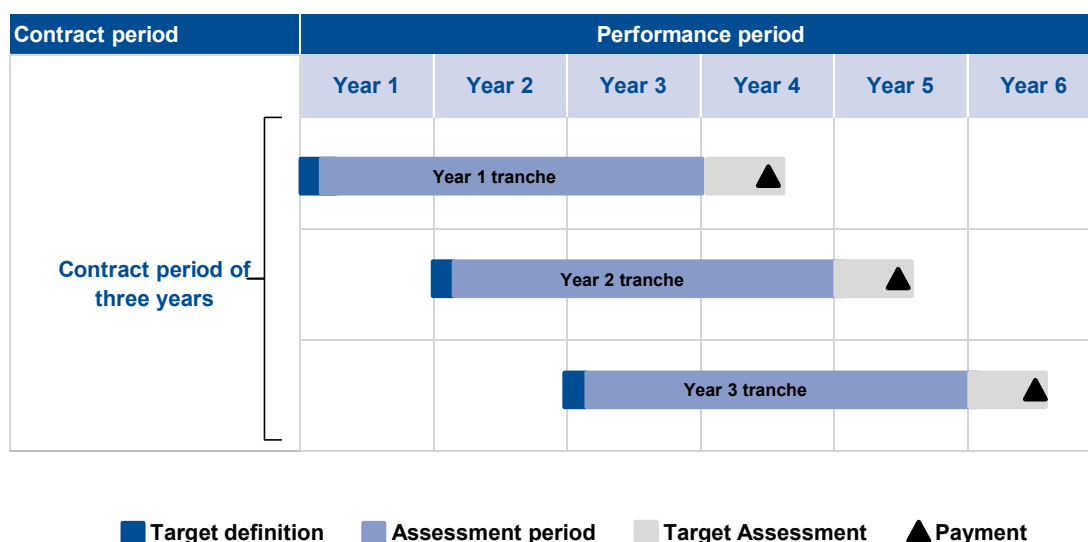 Contract period
Performance period
Year 1
Year 2
Year 3
Year 4
Year 5
Year 6
Year 1 tranche
Contract period of
three years
Year 2 tranche
Year 3 tranche
Target definition
Assessment period
Target Assessment
Payment